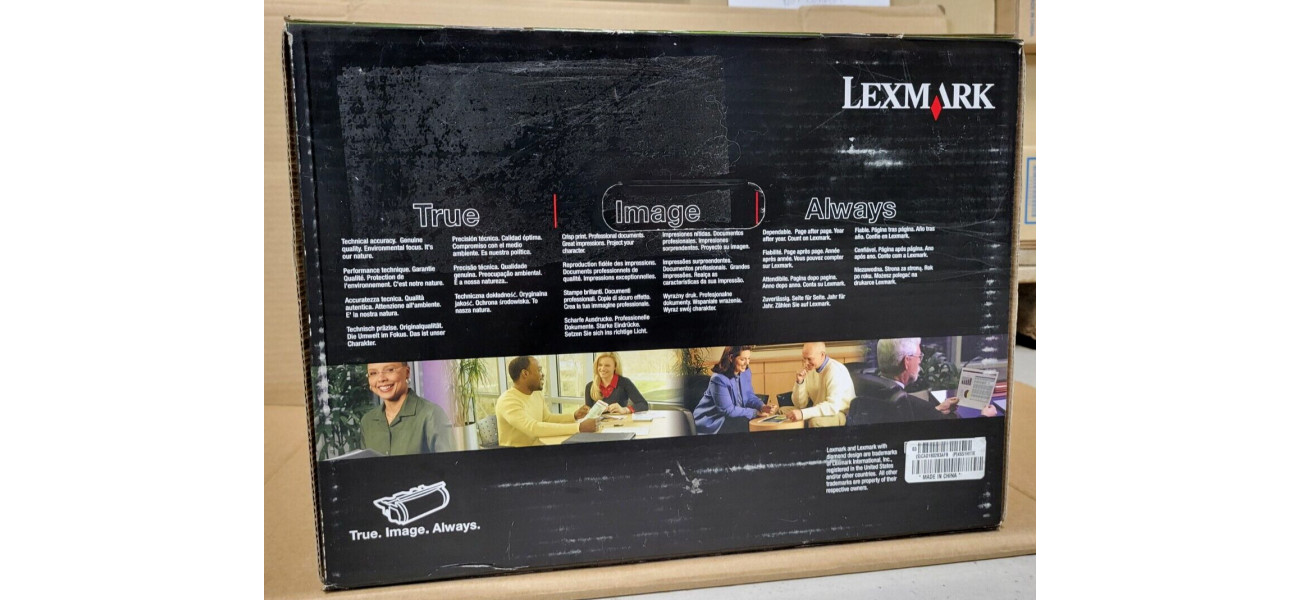 LEXMARK
True
Image
Always
Technical accuracy. Genuine
quality. Environmental focus. It's
our nature.
Performance technique. Garantie
Qualité. Protection de
l'environnement. C'est notre nature.
Accuratezza tecnica. Qualità
autentica. Attenzione all'ambiente.
E' la nostra natura.
Technisch präzise. Originalqualität.
Die Umwelt im Fokus. Das ist unser
Charakter.
Precisión técnica. Calidad óptima.
Compromiso con el medio
ambiente. Es nuestra política.
Precisão técnica. Qualidade
genuína. Preocupação ambiental.
É a nossa natureza..
Techniczna dokładność. Oryginalna
jakość. Ochrona środowiska. To
nasza natura.
Crisp print. Professional documents.
Great impressions. Project your
character.
Reproduction fidèle des impressions.
Documents professionnels de
qualité. Impressions exceptionnelles.
Stampe brillanti. Documenti
professionali. Copie di sicuro effetto.
Crea la tua immagine professionale.
Scharfe Ausdrucke. Professionelle
Dokumente. Starke Eindrücke.
Setzen Sie sich ins richtige Licht.
Impresiones nítidas. Documentos
profesionales. Impresiones
sorprendentes. Proyecte su imagen.
Impressões surpreendentes.
Documentos profissionais. Grandes
impressões. Realça as
características da sua impressão.
Wyraźny druk. Profesjonalne
dokumenty. Wspaniałe wrażenia.
Wyraź swój charakter.
Dependable. Page after page. Year
after year. Count on Lexmark.
Fiabilité. Page après page. Année
après année. Vous pouvez compter
sur Lexmark.
Attendibile. Pagina dopo pagina.
Anno dopo anno. Conta su Lexmark.
Zuverlässig. Seite für Seite. Jahr für
Jahr. Zählen Sie auf Lexmark.
Fiable. Página tras página. Año tras
año. Confíe en Lexmark.
Confiável. Página após página. Ano
após ano. Conte com a Lexmark.
Niezawodna. Strona za stroną. Rok
po roku. Możesz polegać na
drukarce Lexmark.
Lexmark and Lexmark with
diamond design are trademarks
of Lexmark International, Inc.,
registered in the United States
and/or other countries. All other
trademarks are property of their
respective owners.
* MADE IN CHINA *
True. Image. Always.